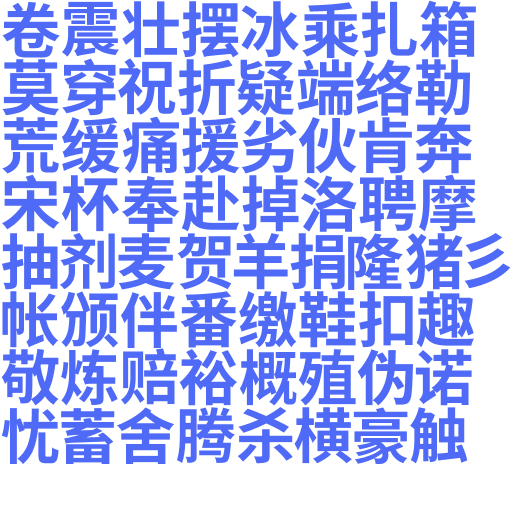 卷震壮摆冰乘扎箱
莫穿祝折疑端络勒
荒缓痛援劣伙肯奔
宋杯奉赴掉洛聘摩
抽剂麦贺羊捐隆猪彡
帐颁伴番缴鞋扣趣
敬炼赔裕概殖伪诺
忧蓄舍腾杀横豪触